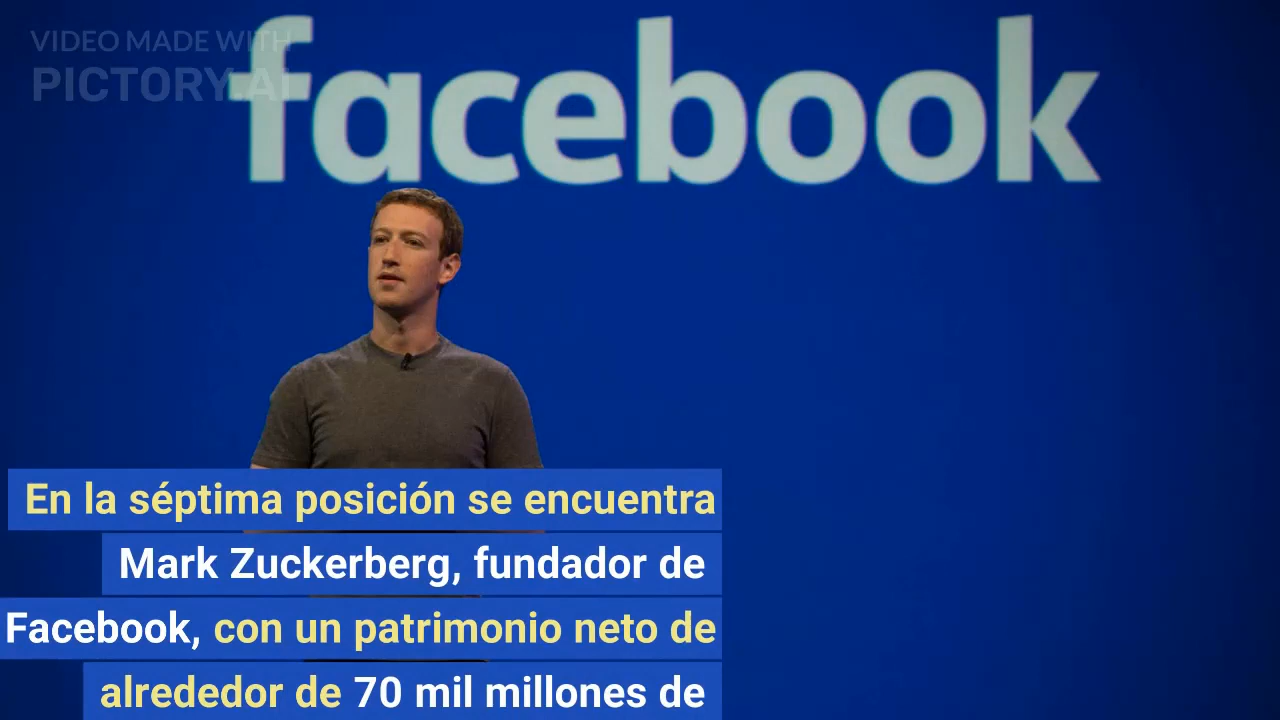 VIDEO MADE WITH
PICTORY.AI
facebook
En la séptima posición se encuentra
Mark Zuckerberg, fundador de
Facebook, con un patrimonio neto de
alrededor de 70 mil millones de